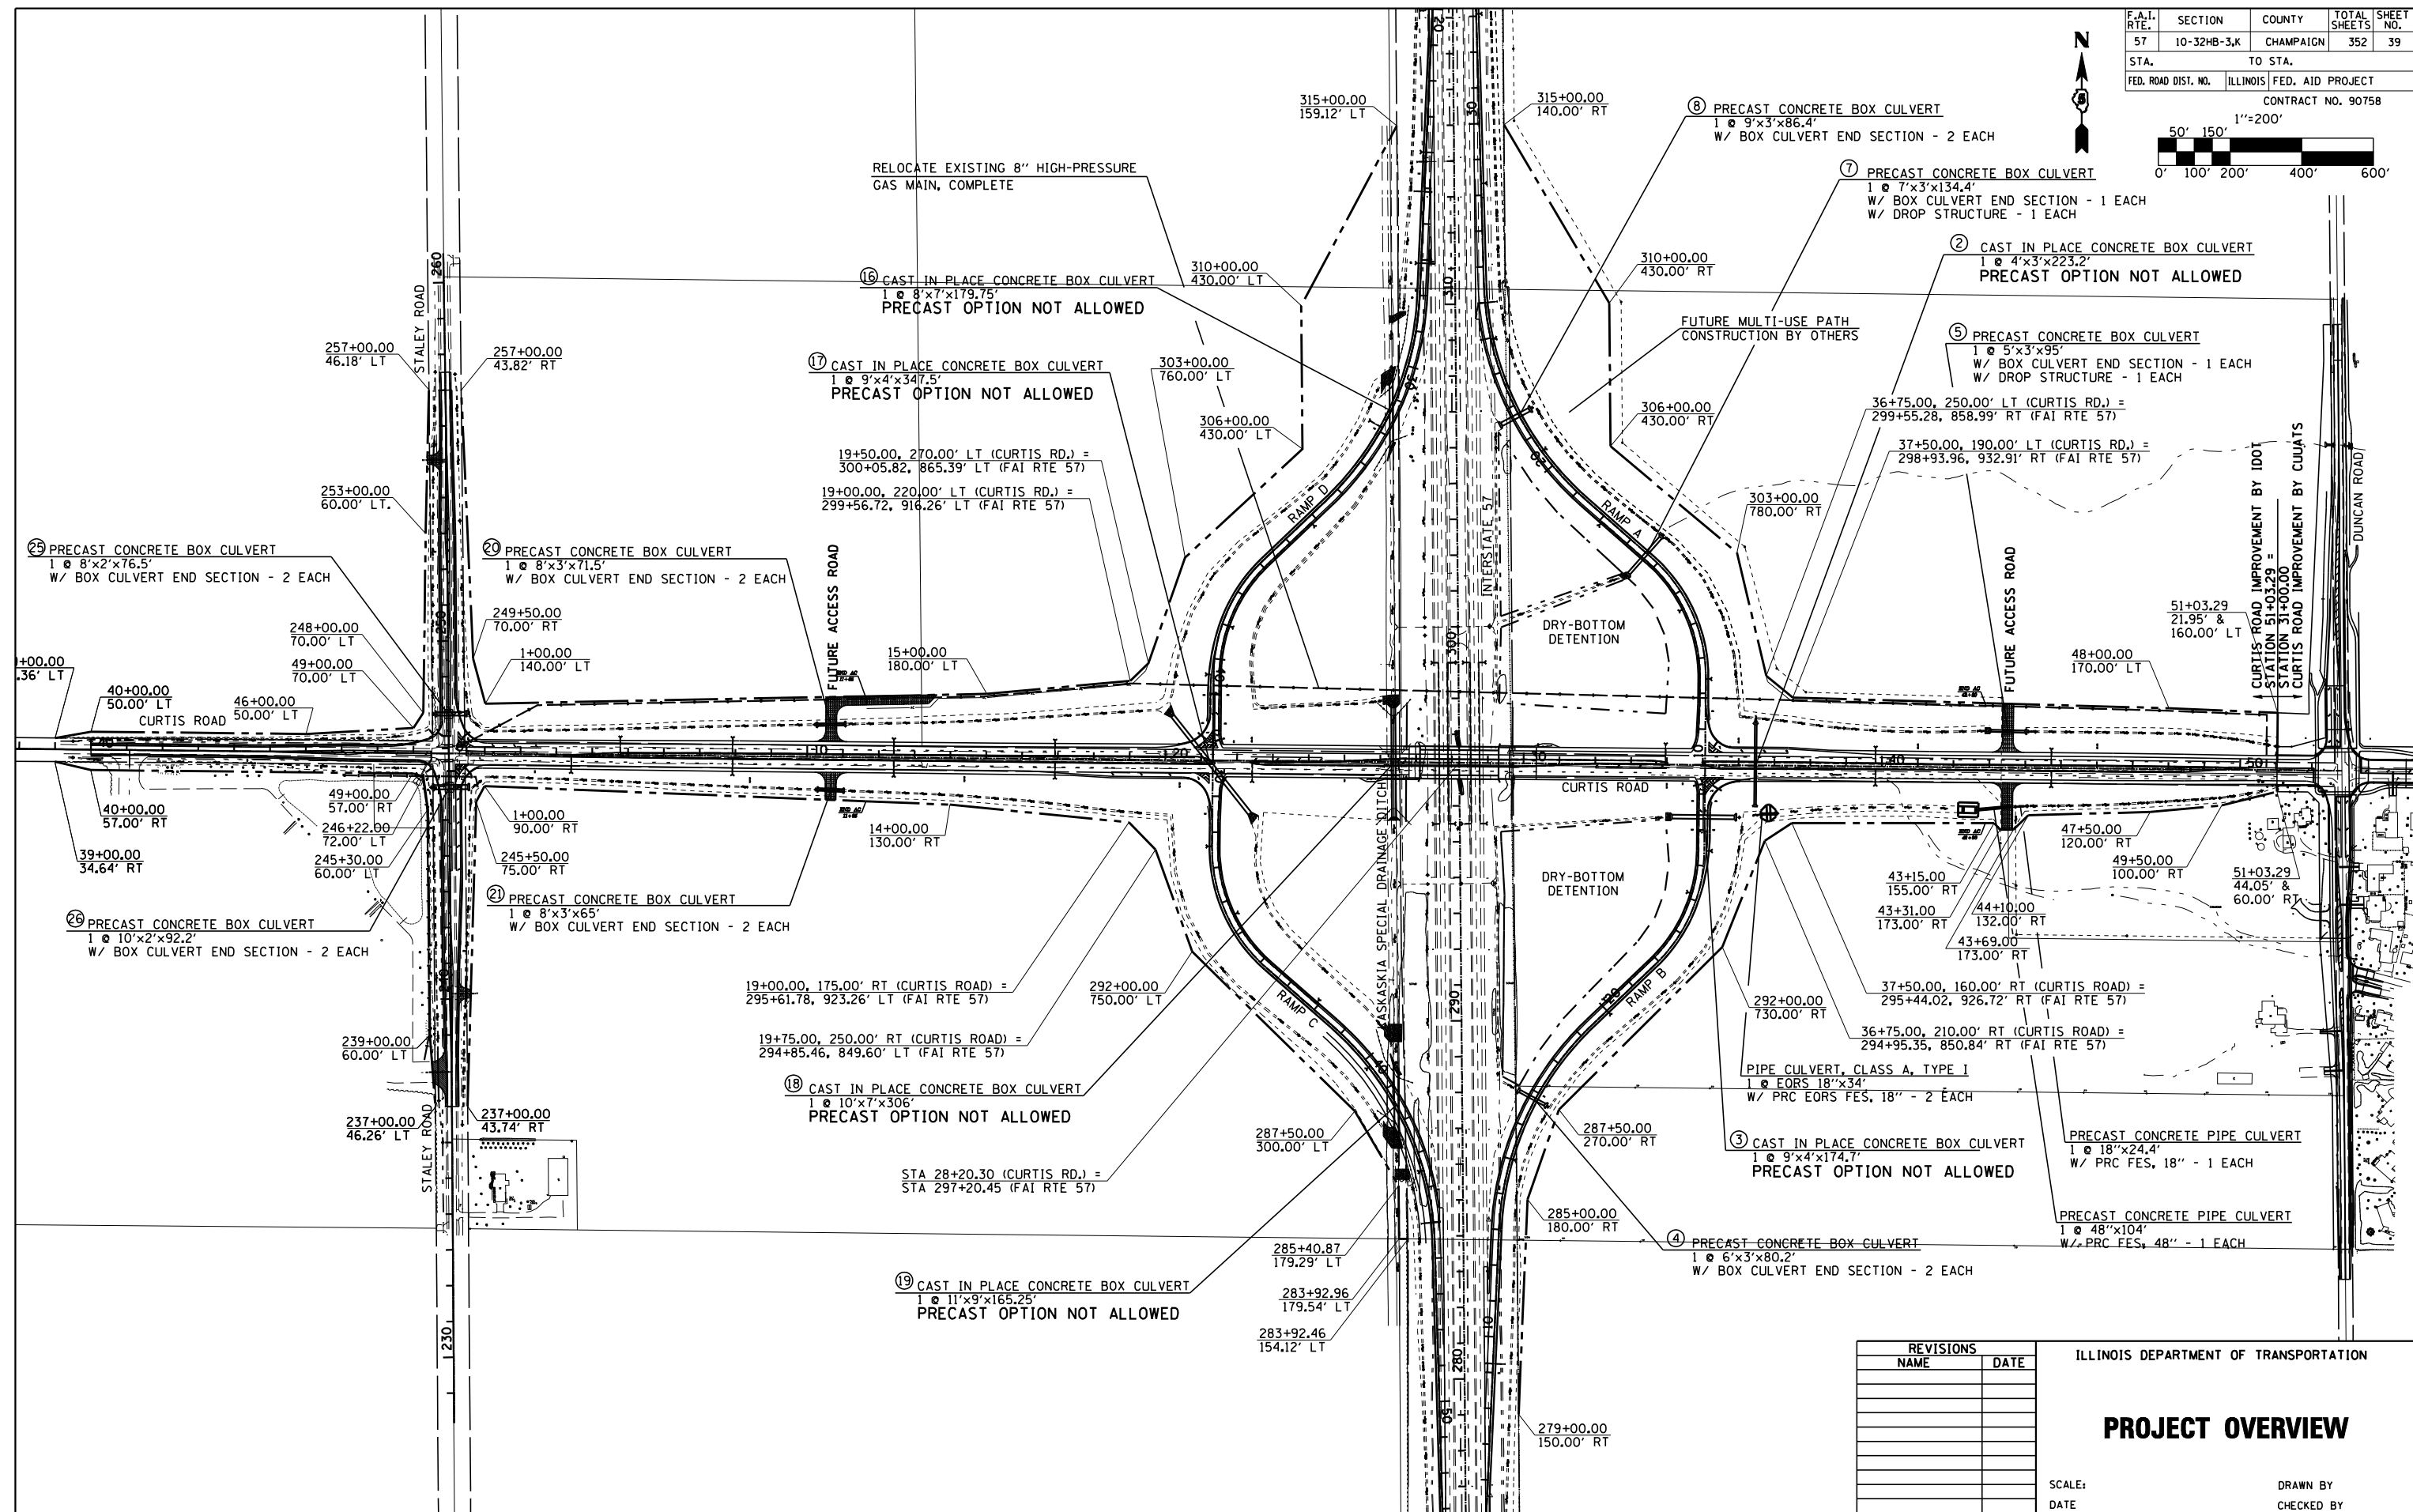 F.A.I. RTE. SECTION COUNTY TOTAL SHEETS SHEET NO.
57 10-32HB-3,K CHAMPAIGN 352 39
STA. TO STA.
FED. ROAD DIST. NO. ILLINOIS FED. AID PROJECT
CONTRACT NO. 90758
N
1''=200'
50' 150'
0' 100' 200' 400' 600'
315+00.00
159.12' LT
315+00.00
140.00' RT
⑧ PRECAST CONCRETE BOX CULVERT
1 @ 9'x3'x86.4'
W/ BOX CULVERT END SECTION - 2 EACH
RELOCATE EXISTING 8'' HIGH-PRESSURE
GAS MAIN, COMPLETE
⑦ PRECAST CONCRETE BOX CULVERT
1 @ 7'x3'x134.4'
W/ BOX CULVERT END SECTION - 1 EACH
W/ DROP STRUCTURE - 1 EACH
② CAST IN PLACE CONCRETE BOX CULVERT
1 @ 4'x3'x223.2'
PRECAST OPTION NOT ALLOWED
310+00.00
430.00' LT
310+00.00
430.00' RT
⑯ CAST IN PLACE CONCRETE BOX CULVERT
1 @ 8'x7'x179.75'
PRECAST OPTION NOT ALLOWED
FUTURE MULTI-USE PATH
CONSTRUCTION BY OTHERS
⑤ PRECAST CONCRETE BOX CULVERT
1 @ 5'x3'x95'
W/ BOX CULVERT END SECTION - 1 EACH
W/ DROP STRUCTURE - 1 EACH
257+00.00
46.18' LT
STALEY ROAD
257+00.00
43.82' RT
⑰ CAST IN PLACE CONCRETE BOX CULVERT
1 @ 9'x4'x347.5'
PRECAST OPTION NOT ALLOWED
303+00.00
760.00' LT
306+00.00
430.00' LT
306+00.00
430.00' RT
36+75.00, 250.00' LT (CURTIS RD.) =
299+55.28, 858.99' RT (FAI RTE 57)
37+50.00, 190.00' LT (CURTIS RD.) =
298+93.96, 932.91' RT (FAI RTE 57)
19+50.00, 270.00' LT (CURTIS RD.) =
300+05.82, 865.39' LT (FAI RTE 57)
19+00.00, 220.00' LT (CURTIS RD.) =
299+56.72, 916.26' LT (FAI RTE 57)
253+00.00
60.00' LT.
303+00.00
780.00' RT
RAMP D
RAMP A
INTERSTATE 57
DUNCAN ROAD
㉕ PRECAST CONCRETE BOX CULVERT
1 @ 8'x2'x76.5'
W/ BOX CULVERT END SECTION - 2 EACH
⑳ PRECAST CONCRETE BOX CULVERT
1 @ 8'x3'x71.5'
W/ BOX CULVERT END SECTION - 2 EACH
FUTURE ACCESS ROAD
FUTURE ACCESS ROAD
CURTIS ROAD IMPROVEMENT BY IDOT
STATION 51+03.29 =
STATION 31+00.00
CURTIS ROAD IMPROVEMENT BY CUUATS
249+50.00
70.00' RT
248+00.00
70.00' LT
1+00.00
140.00' LT
49+00.00
70.00' LT
15+00.00
180.00' LT
DRY-BOTTOM
DETENTION
51+03.29
21.95' &
160.00' LT
48+00.00
170.00' LT
40+00.00
50.00' LT
46+00.00
50.00' LT
CURTIS ROAD
CURTIS ROAD
40+00.00
57.00' RT
39+00.00
34.64' RT
49+00.00
57.00' RT
246+22.00
72.00' LT
245+30.00
60.00' LT
1+00.00
90.00' RT
245+50.00
75.00' RT
14+00.00
130.00' RT
DRY-BOTTOM
DETENTION
47+50.00
120.00' RT
49+50.00
100.00' RT
51+03.29
44.05' &
60.00' RT
43+15.00
155.00' RT
43+31.00
173.00' RT
44+10.00
132.00' RT
43+69.00
173.00' RT
㉖ PRECAST CONCRETE BOX CULVERT
1 @ 10'x2'x92.2'
W/ BOX CULVERT END SECTION - 2 EACH
㉑ PRECAST CONCRETE BOX CULVERT
1 @ 8'x3'x65'
W/ BOX CULVERT END SECTION - 2 EACH
KASKASKIA SPECIAL DRAINAGE DITCH
19+00.00, 175.00' RT (CURTIS ROAD) =
295+61.78, 923.26' LT (FAI RTE 57)
292+00.00
750.00' LT
RAMP C
RAMP B
292+00.00
730.00' RT
37+50.00, 160.00' RT (CURTIS ROAD) =
295+44.02, 926.72' RT (FAI RTE 57)
36+75.00, 210.00' RT (CURTIS ROAD) =
294+95.35, 850.84' RT (FAI RTE 57)
19+75.00, 250.00' RT (CURTIS ROAD) =
294+85.46, 849.60' LT (FAI RTE 57)
239+00.00
60.00' LT
⑱ CAST IN PLACE CONCRETE BOX CULVERT
1 @ 10'x7'x306'
PRECAST OPTION NOT ALLOWED
PIPE CULVERT, CLASS A, TYPE I
1 @ EQRS 18''x34'
W/ PRC EQRS FES, 18'' - 2 EACH
237+00.00
46.26' LT
STALEY ROAD
237+00.00
43.74' RT
287+50.00
300.00' LT
287+50.00
270.00' RT
③ CAST IN PLACE CONCRETE BOX CULVERT
1 @ 9'x4'x174.7'
PRECAST OPTION NOT ALLOWED
PRECAST CONCRETE PIPE CULVERT
1 @ 18''x24.4'
W/ PRC FES, 18'' - 1 EACH
STA 28+20.30 (CURTIS RD.) =
STA 297+20.45 (FAI RTE 57)
285+00.00
180.00' RT
PRECAST CONCRETE PIPE CULVERT
1 @ 48''x104'
W/ PRC FES, 48'' - 1 EACH
285+40.87
179.29' LT
④ PRECAST CONCRETE BOX CULVERT
1 @ 6'x3'x80.2'
W/ BOX CULVERT END SECTION - 2 EACH
⑲ CAST IN PLACE CONCRETE BOX CULVERT
1 @ 11'x9'x165.25'
PRECAST OPTION NOT ALLOWED
283+92.96
179.54' LT
283+92.46
154.12' LT
279+00.00
150.00' RT
260
250
230
310
300
290
280
REVISIONS
NAME DATE
ILLINOIS DEPARTMENT OF TRANSPORTATION
PROJECT OVERVIEW
SCALE: DRAWN BY
DATE CHECKED BY